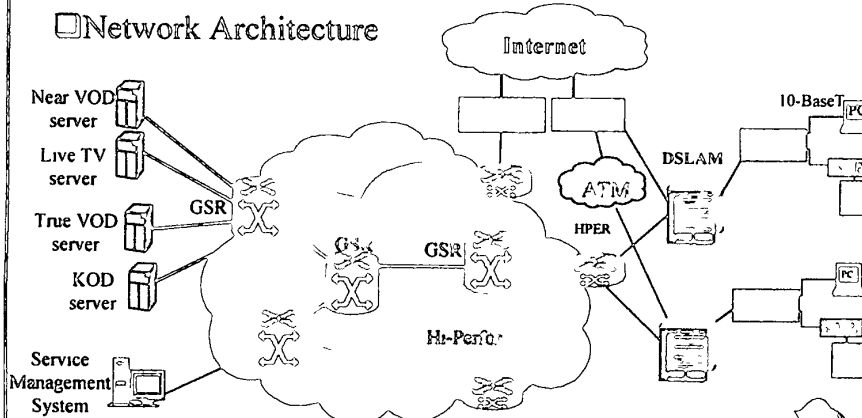 Network Architecture
Internet
Near VOD
server
10-BaseT
PC
Live TV
server
DSLAM
ATM
GSR
True VOD
server
HPER
GSR
KOD
server
PC
Service
Management
System